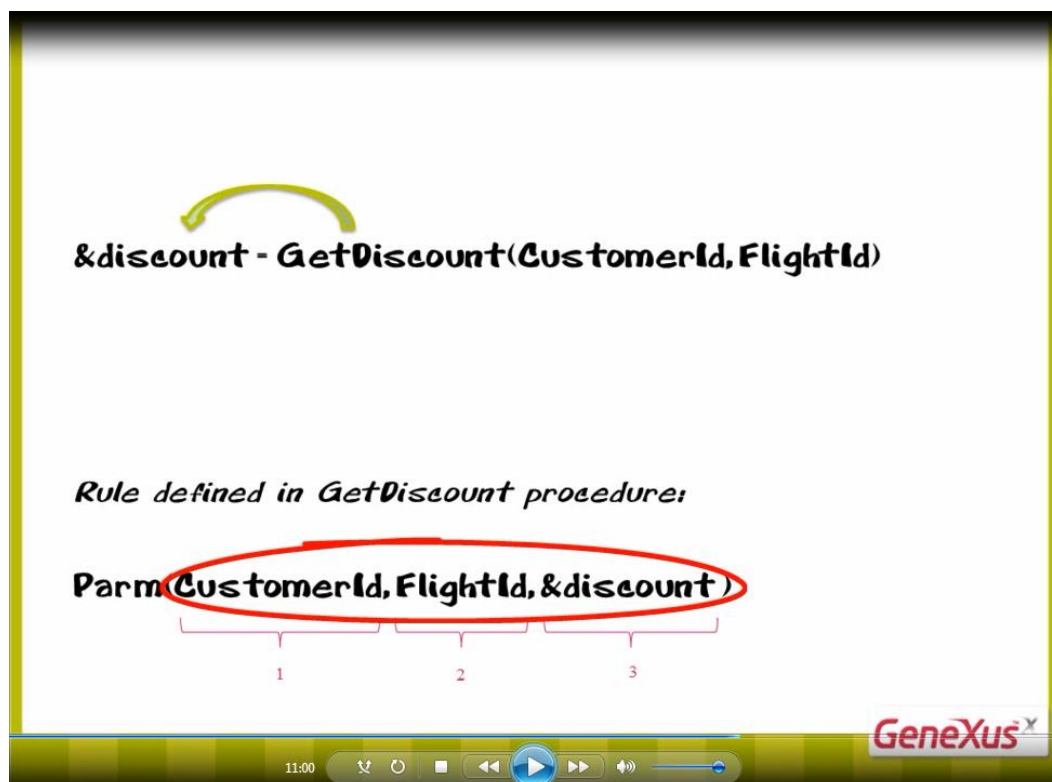 &discount = GetDiscount(CustomerId, FlightId)
Rule defined in GetDiscount procedure:
Parm(CustomerId, FlightId, &discount)
1 2 3
GeneXus X
11:00